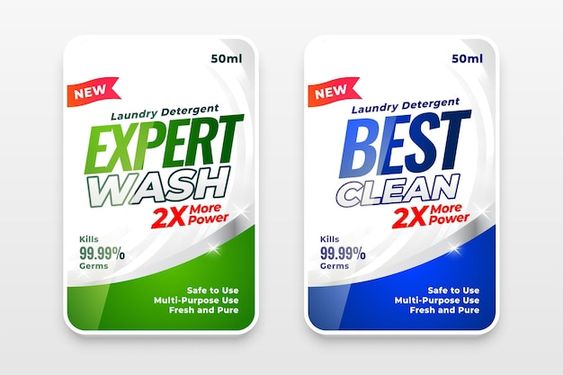 50ml
NEW
Laundry Detergent
EXPERT
WASH
2X More
Power
Kills
99.99%
Germs
Safe to Use
Multi-Purpose Use
Fresh and Pure
50ml
NEW
Laundry Detergent
BEST
CLEAN
2X More
Power
Kills
99.99%
Germs
Safe to Use
Multi-Purpose Use
Fresh and Pure